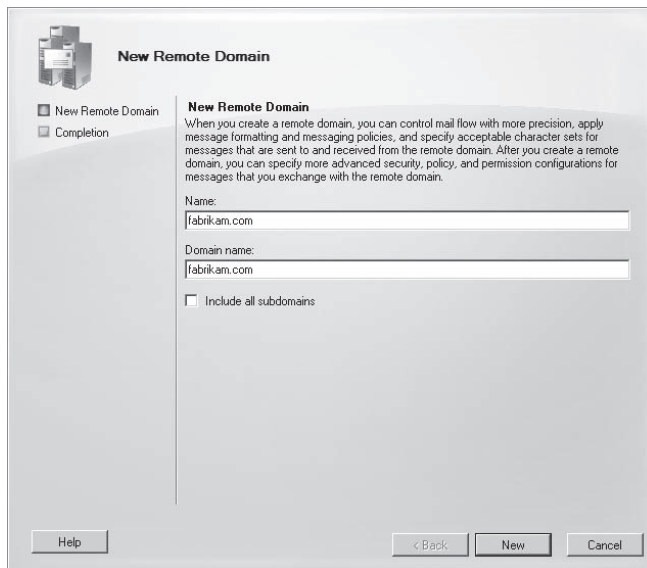 New Remote Domain
New Remote Domain
Completion
New Remote Domain
When you create a remote domain, you can control mail flow with more precision, apply
message formatting and messaging policies, and specify acceptable character sets for
messages that are sent to and received from the remote domain. After you create a remote
domain, you can specify more advanced security, policy, and permission configurations for
messages that you exchange with the remote domain.
Name:
fabrikam.com
Domain name:
fabrikam.com
Include all subdomains
Help
< Back
New
Cancel